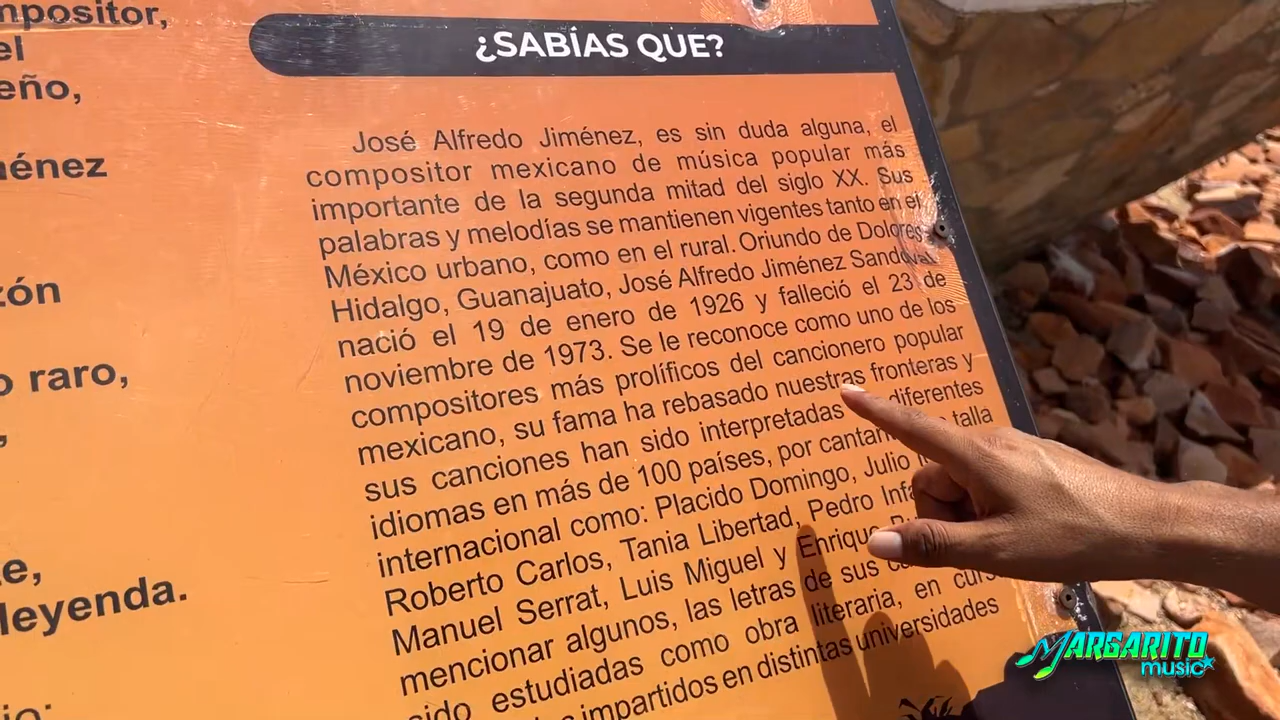 mpositor,
el
eño,
énez
zón
o raro,
e,
leyenda.
¿SABÍAS QUE?
José Alfredo Jiménez, es sin duda alguna, el
compositor mexicano de música popular más
importante de la segunda mitad del siglo XX. Sus
palabras y melodías se mantienen vigentes tanto en el
México urbano, como en el rural. Oriundo de Dolores
Hidalgo, Guanajuato, José Alfredo Jiménez Sandoval
nació el 19 de enero de 1926 y falleció el 23 de
noviembre de 1973. Se le reconoce como uno de los
compositores más prolíficos del cancionero popular
mexicano, su fama ha rebasado nuestras fronteras y
sus canciones han sido interpretadas diferentes
idiomas en más de 100 países, por cantan talla
internacional como: Placido Domingo, Julio
Roberto Carlos, Tania Libertad, Pedro Infa
Manuel Serrat, Luis Miguel y Enrique
mencionar algunos, las letras de sus
sido estudiadas como obra literaria, en curs
impartidos en distintas universidades
MARGARITO
music